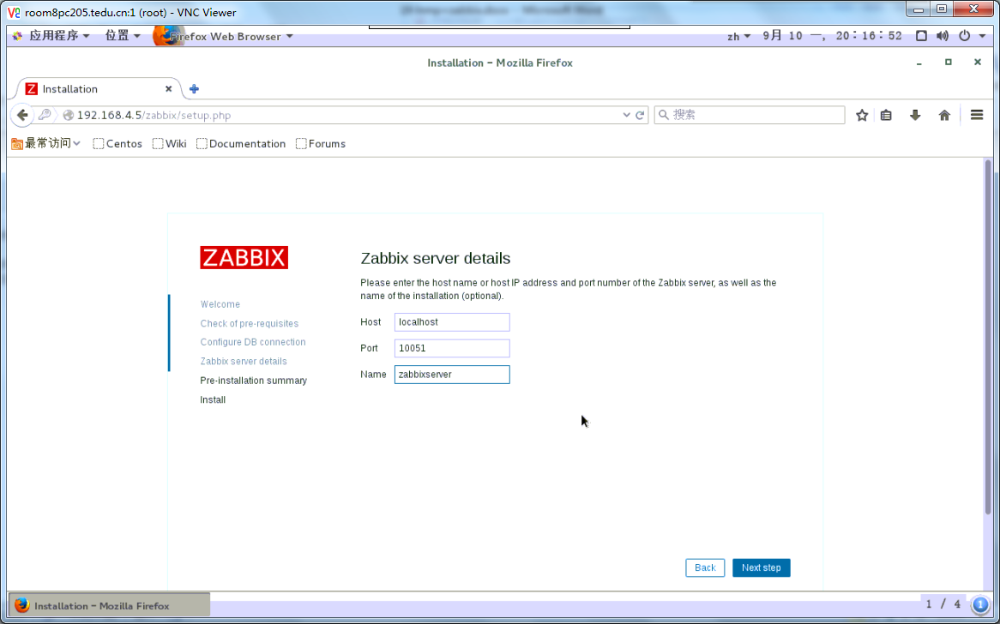 room8pc205.tedu.cn:1 (root) - VNC Viewer
应用程序 位置 Firefox Web Browser zh 9月 10 一, 20:16:52
Installation - Mozilla Firefox
Z Installation
192.168.4.5/zabbix/setup.php 搜索
最常访问 Centos Wiki Documentation Forums
ZABBIX
Welcome
Check of pre-requisites
Configure DB connection
Zabbix server details
Pre-installation summary
Install
Zabbix server details
Please enter the host name or host IP address and port number of the Zabbix server, as well as the
name of the installation (optional).
Host localhost
Port 10051
Name zabbixserver
Back Next step
Installation - Mozilla Firefox 1 / 4 1